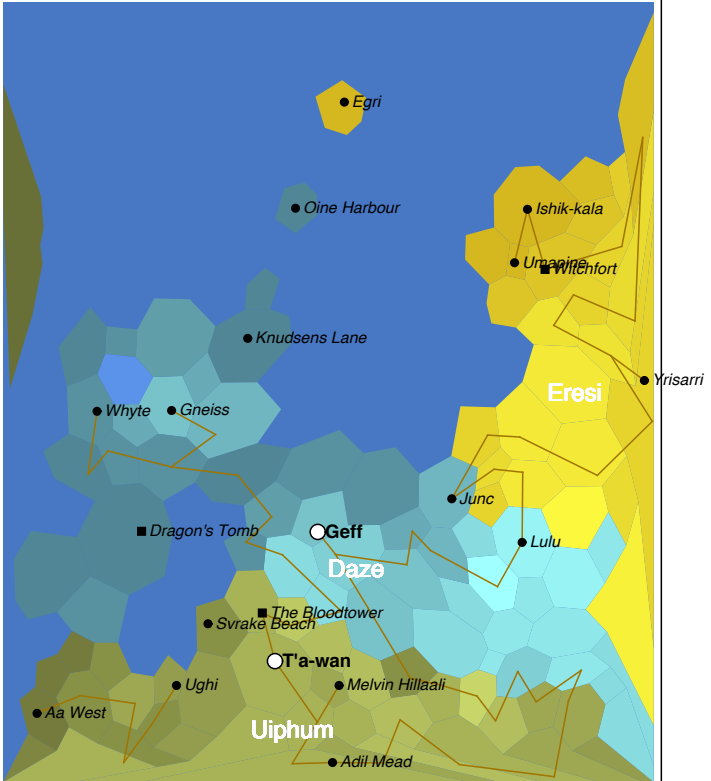 Egri
Oine Harbour
Ishik-kala
Umapine
Witchfort
Knudsens Lane
Yrisarri
Eresi
Whyte
Gneiss
Junc
Dragon's Tomb
Geff
Lulu
Daze
The Bloodtower
Svrake Beach
T'a-wan
Ughi
Melvin Hillaali
Aa West
Uiphum
Adil Mead